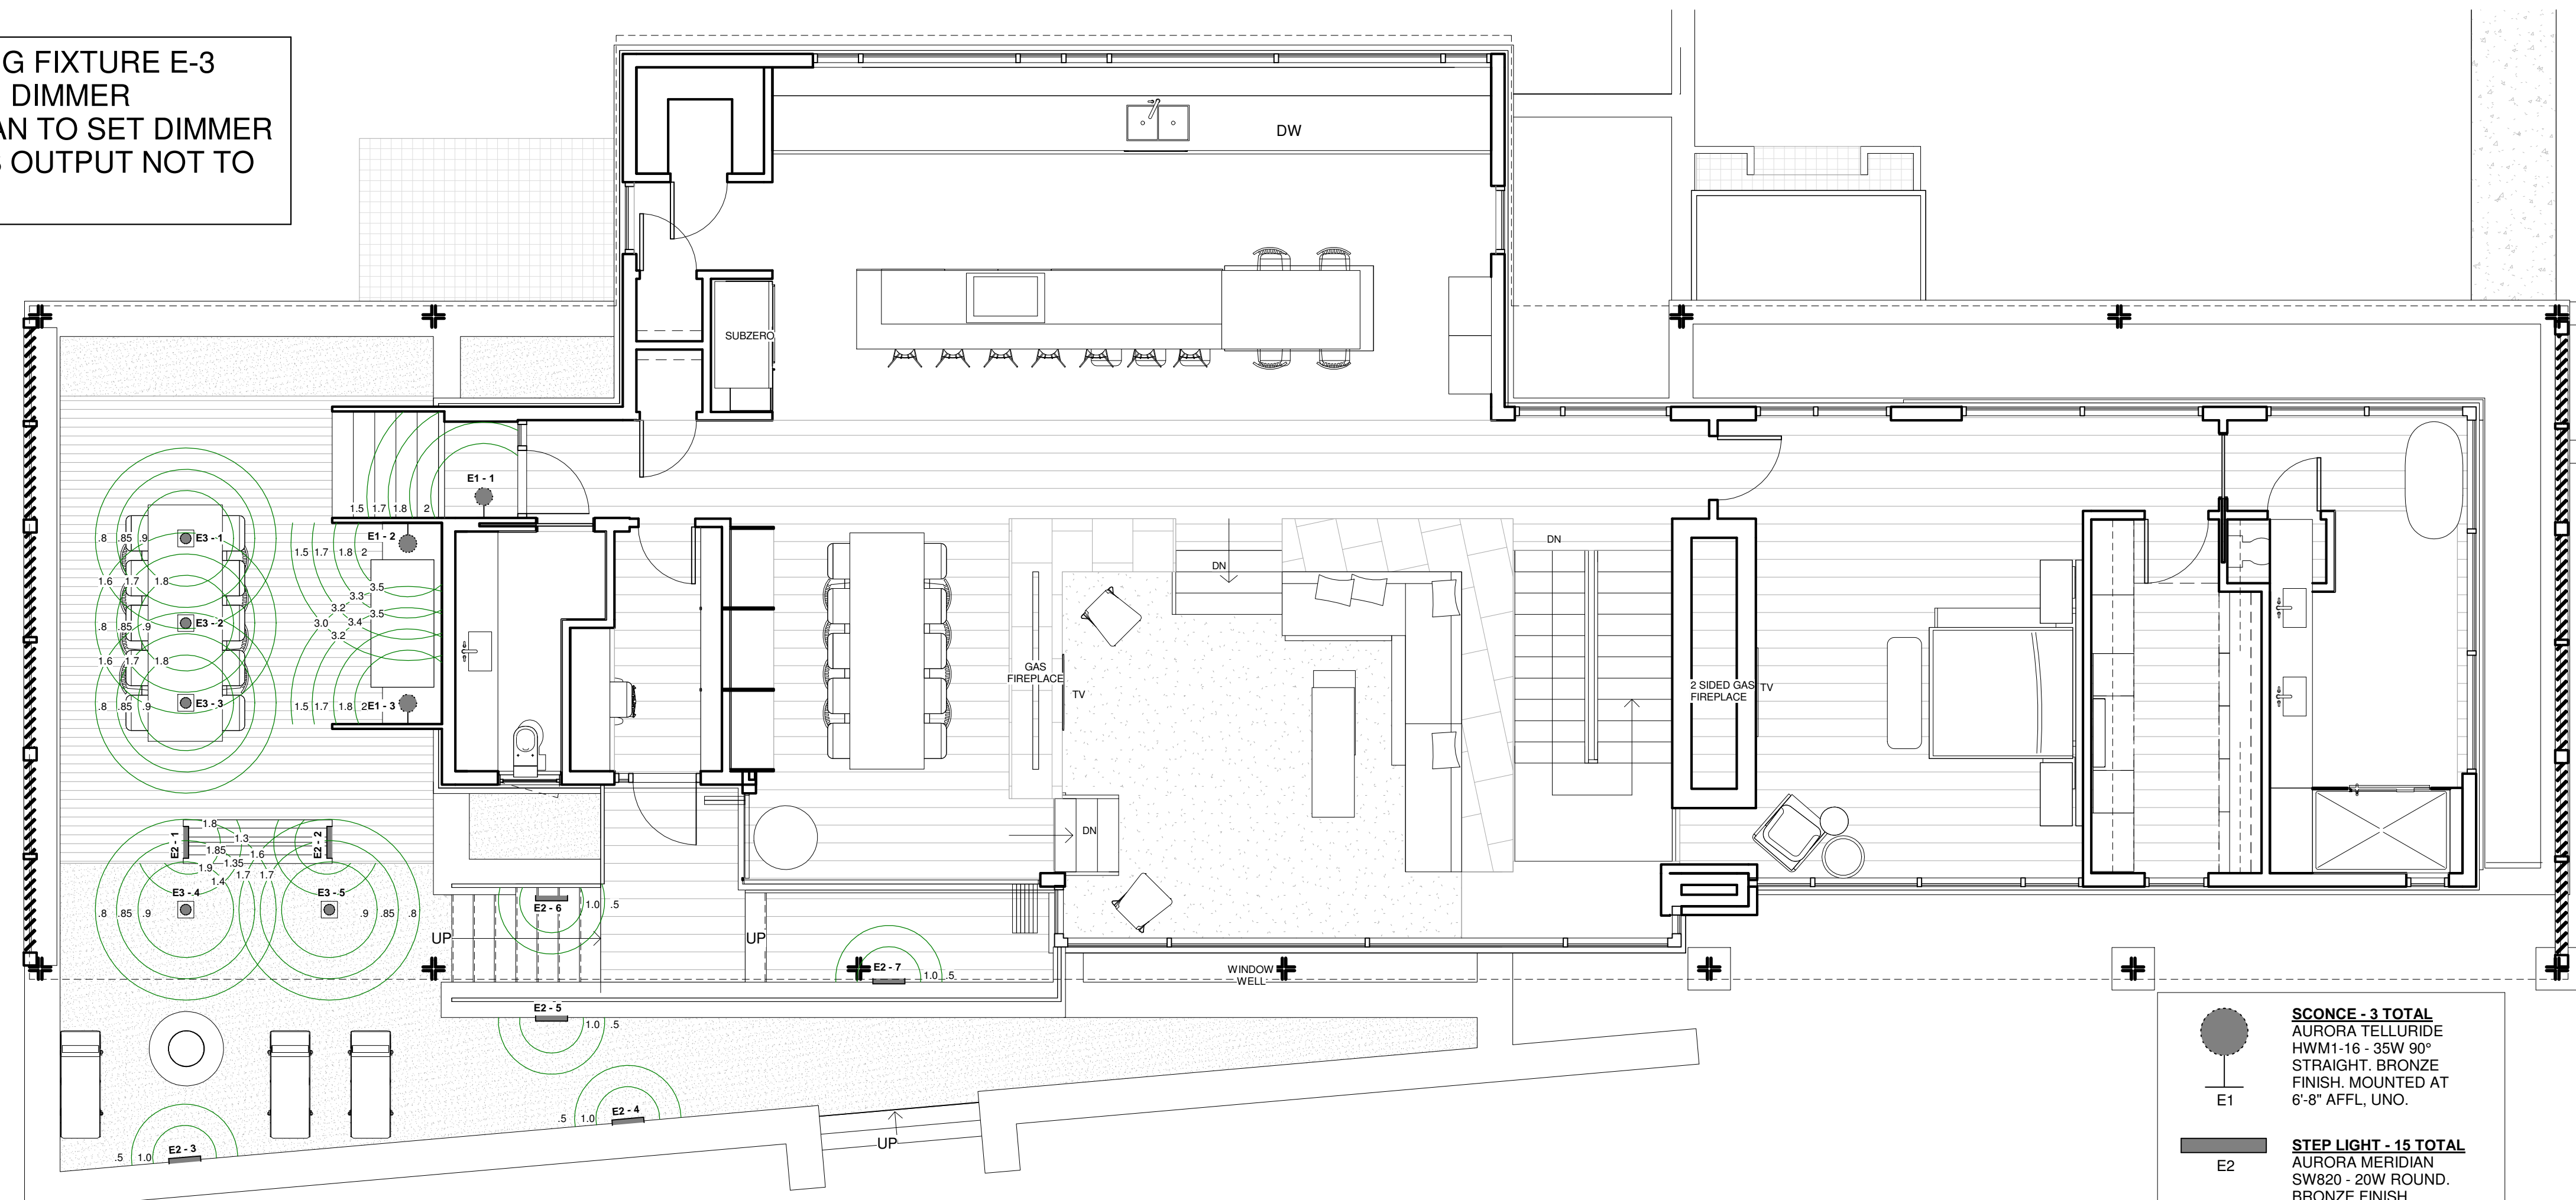 G FIXTURE E-3
DIMMER
AN TO SET DIMMER
OUTPUT NOT TO
DW
SUBZERO
E1 - 1
1.5 1.7 1.8 2
E1 - 2
.8 .85 .9 E3 - 1
1.5 1.7 1.8 2
DN
DN
1.6 1.7 1.8
3.5
3.3
3.2
3.5
3.4
3.0
3.2
.8 .85 .9 E3 - 2
1.6 1.7 1.8
GAS
FIREPLACE
TV
2 SIDED GAS
FIREPLACE
TV
.8 .85 .9 E3 - 3
1.5 1.7 1.8 2 E1 - 3
E2 - 1
E2 - 2
1.8
1.3
1.85
1.6
1.35
1.9
1.7 1.7
1.4
DN
E3 - 4
E3 - 5
.8 .85 .9
.9 .85 .8
E2 - 6
1.0 .5
UP
UP
E2 - 7
1.0 .5
WINDOW
WELL
E2 - 5
1.0 .5
E2 - 4
.5 1.0
UP
E2 - 3
.5 1.0
SCONCE - 3 TOTAL
AURORA TELLURIDE
HWM1-16 - 35W 90°
STRAIGHT. BRONZE
FINISH. MOUNTED AT
6'-8" AFFL, UNO.
E1
STEP LIGHT - 15 TOTAL
AURORA MERIDIAN
SW820 - 20W ROUND.
BRONZE FINISH
E2